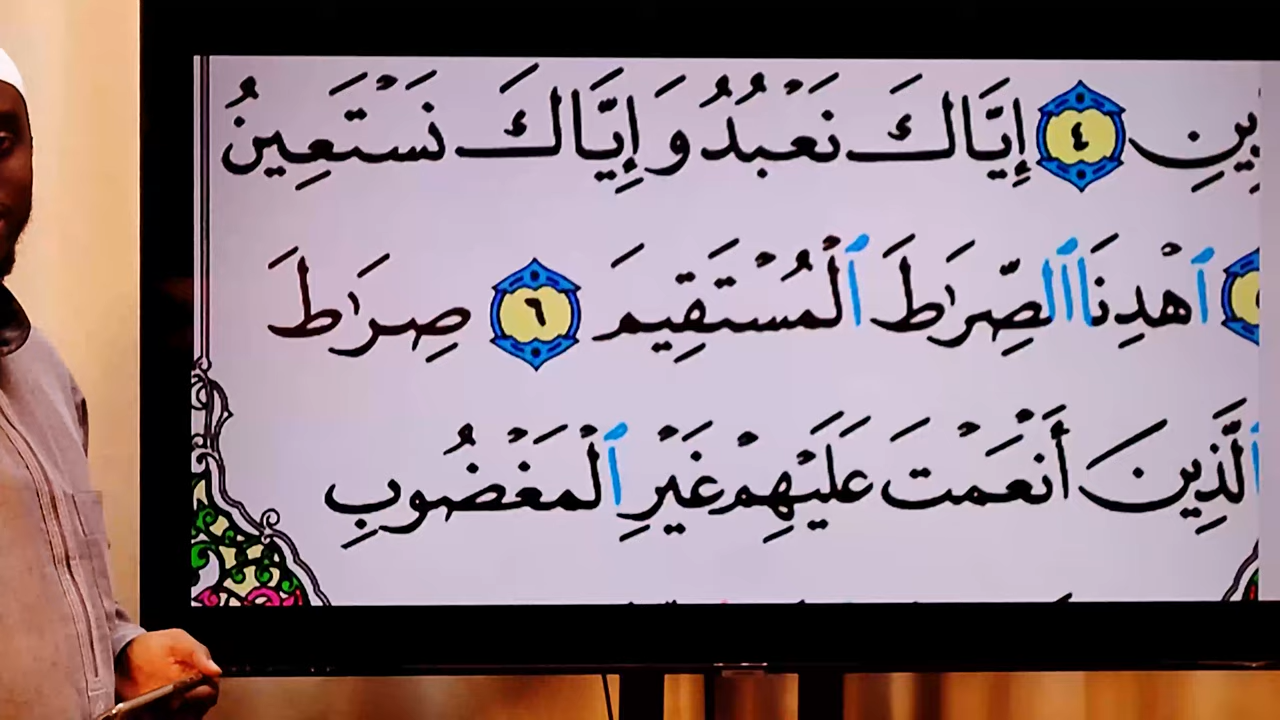 ينِ ٤ إِيَّاكَ نَعْبُدُ وَإِيَّاكَ نَسْتَعِينُ
ٱهْدِنَا ٱلصِّرَٰطَ ٱلْمُسْتَقِيمَ ٦ صِرَٰطَ
ٱلَّذِينَ أَنْعَمْتَ عَلَيْهِمْ غَيْرِ ٱلْمَغْضُوبِ